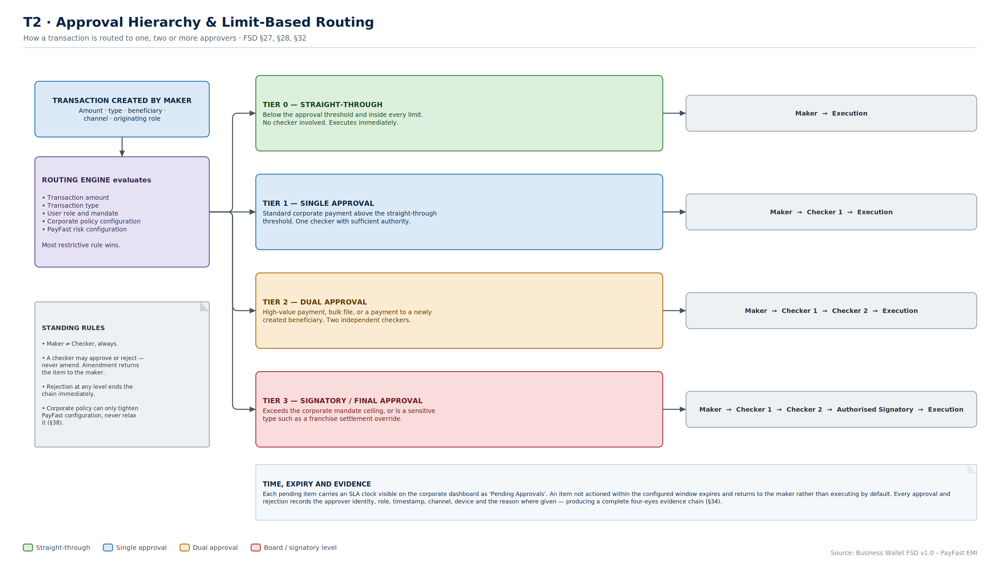 T2 · Approval Hierarchy & Limit-Based Routing
How a transaction is routed to one, two or more approvers · FSD §27, §28, §32
TRANSACTION CREATED BY MAKER
Amount · type · beneficiary ·
channel · originating role
ROUTING ENGINE evaluates
• Transaction amount
• Transaction type
• User role and mandate
• Corporate policy configuration
• PayFast risk configuration
Most restrictive rule wins.
STANDING RULES
• Maker ≠ Checker, always.
• A checker may approve or reject —
never amend. Amendment returns
the item to the maker.
• Rejection at any level ends the
chain immediately.
• Corporate policy can only tighten
PayFast configuration, never relax
it (§38).
TIER 0 — STRAIGHT-THROUGH
Below the approval threshold and inside every limit.
No checker involved. Executes immediately.
Maker → Execution
TIER 1 — SINGLE APPROVAL
Standard corporate payment above the straight-through
threshold. One checker with sufficient authority.
Maker → Checker 1 → Execution
TIER 2 — DUAL APPROVAL
High-value payment, bulk file, or a payment to a newly
created beneficiary. Two independent checkers.
Maker → Checker 1 → Checker 2 → Execution
TIER 3 — SIGNATORY / FINAL APPROVAL
Exceeds the corporate mandate ceiling, or is a sensitive
type such as a franchise settlement override.
Maker → Checker 1 → Checker 2 → Authorised Signatory → Execution
TIME, EXPIRY AND EVIDENCE
Each pending item carries an SLA clock visible on the corporate dashboard as 'Pending Approvals'. An item not actioned within the configured window expires and returns to the maker rather than executing by default. Every approval and
rejection records the approver identity, role, timestamp, channel, device and the reason where given — producing a complete four-eyes evidence chain (§34).
Straight-through
Single approval
Dual approval
Board / signatory level
Source: Business Wallet FSD v1.0 – PayFast EMI